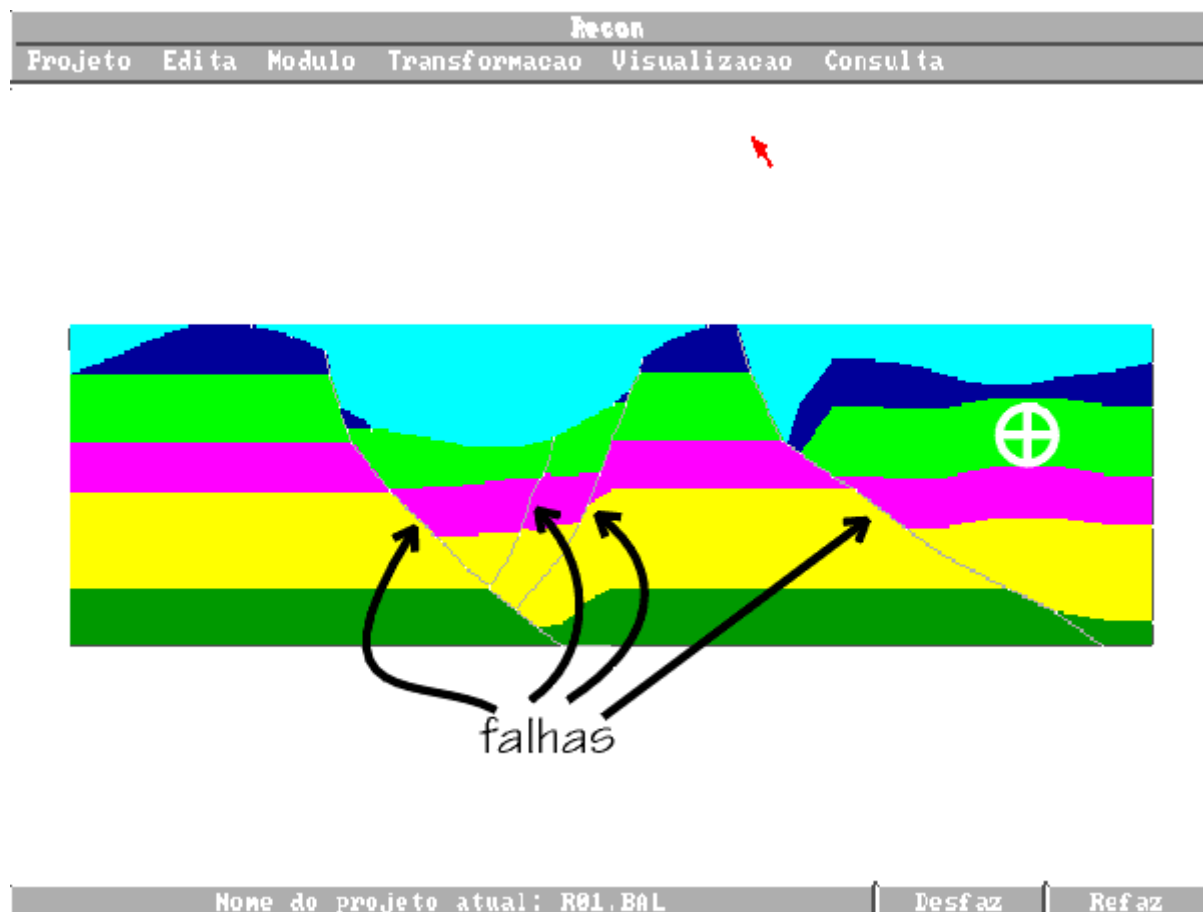 Recon
Projeto Edita Modulo Transformacao Visualizacao Consulta
falhas
Nome do projeto atual: R01.BAL Desfaz Refaz